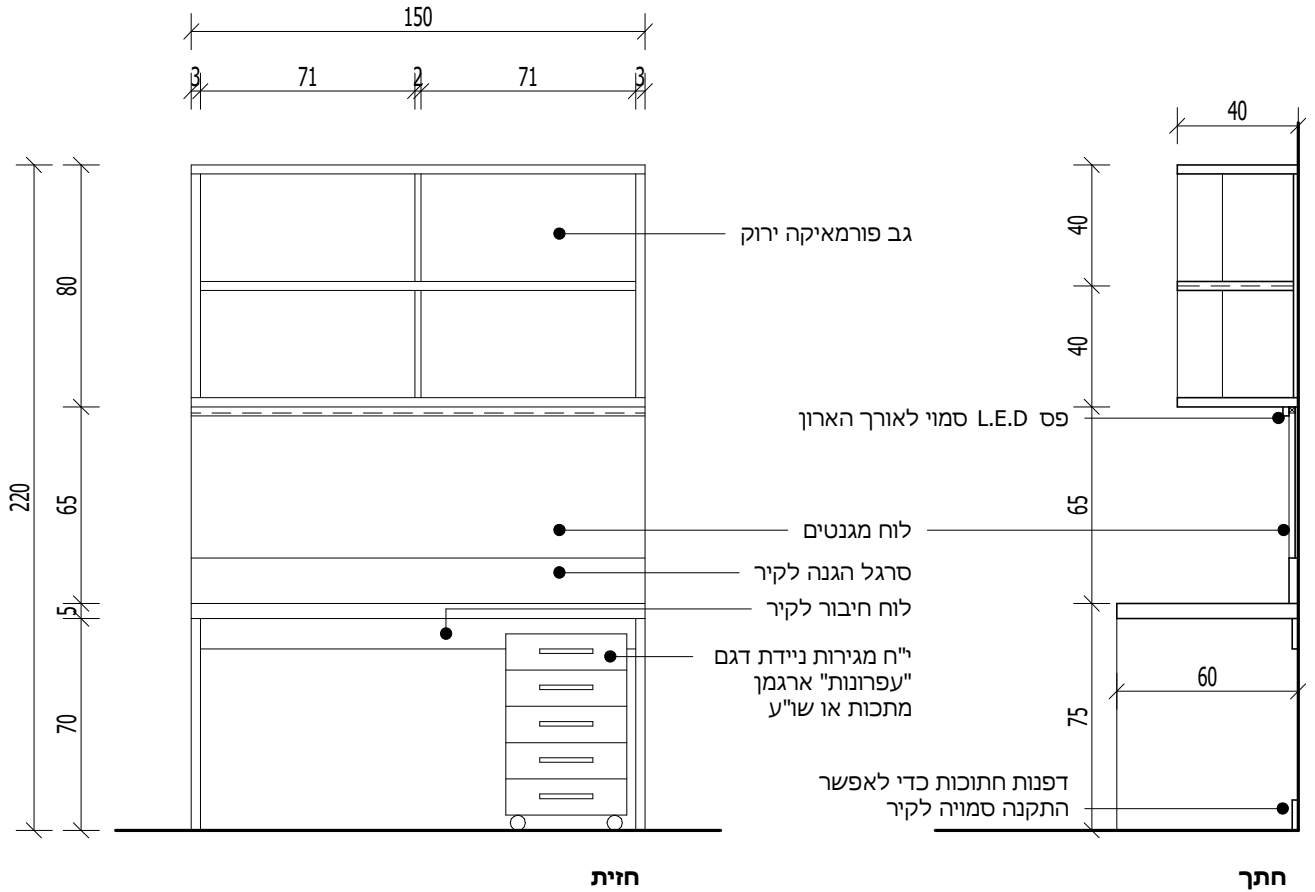 150
3
71
2
71
3
40
80
65
5
70
220
40
40
65
75
60
גב פורמאיקה ירוק
פס L.E.D סמוי לאורך הארון
לוח מגנטים
סרגל הגנה לקיר
לוח חיבור לקיר
י"ח מגירות ניידת דגם
"עפרונות" ארגמן
מתכות או שו"ע
דפנות חתוכות כדי לאפשר
התקנה סמויה לקיר
חזית
חתך